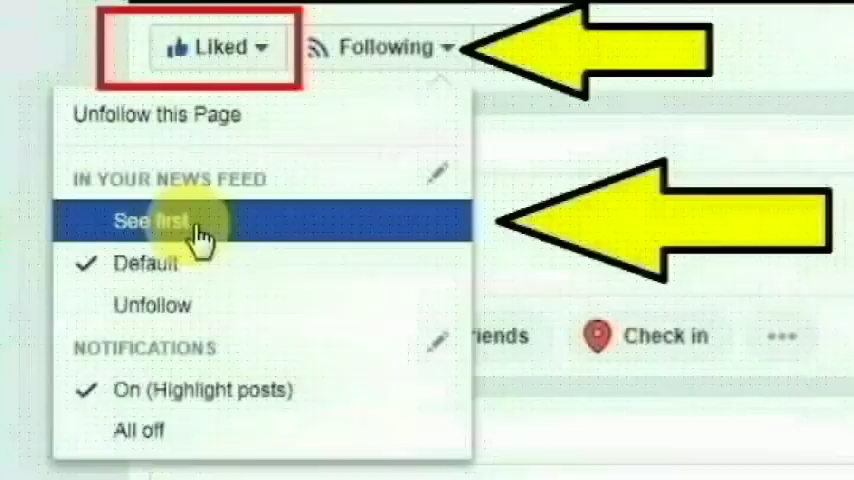 Liked Following
Unfollow this Page
IN YOUR NEWS FEED
See first
Default
Unfollow
NOTIFICATIONS
On (Highlight posts)
All off
riends Check in